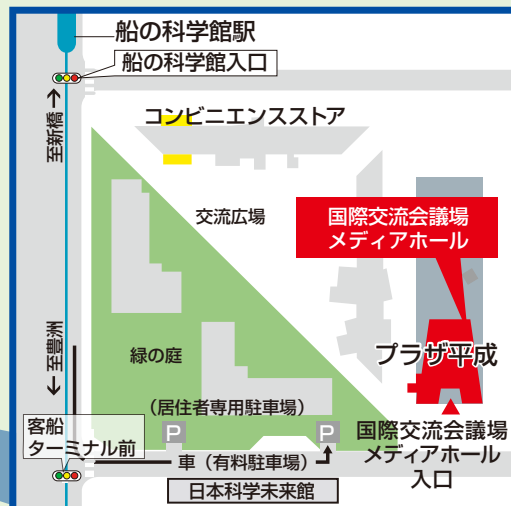 船の科学館駅
船の科学館入口
至新橋→
コンビニエンスストア
交流広場
国際交流会議場
メディアホール
プラザ平成
←至豊洲
緑の庭
(居住者専用駐車場)
P
P
客船
ターミナル前
車(有料駐車場)
日本科学未来館
国際交流会議場
メディアホール
入口